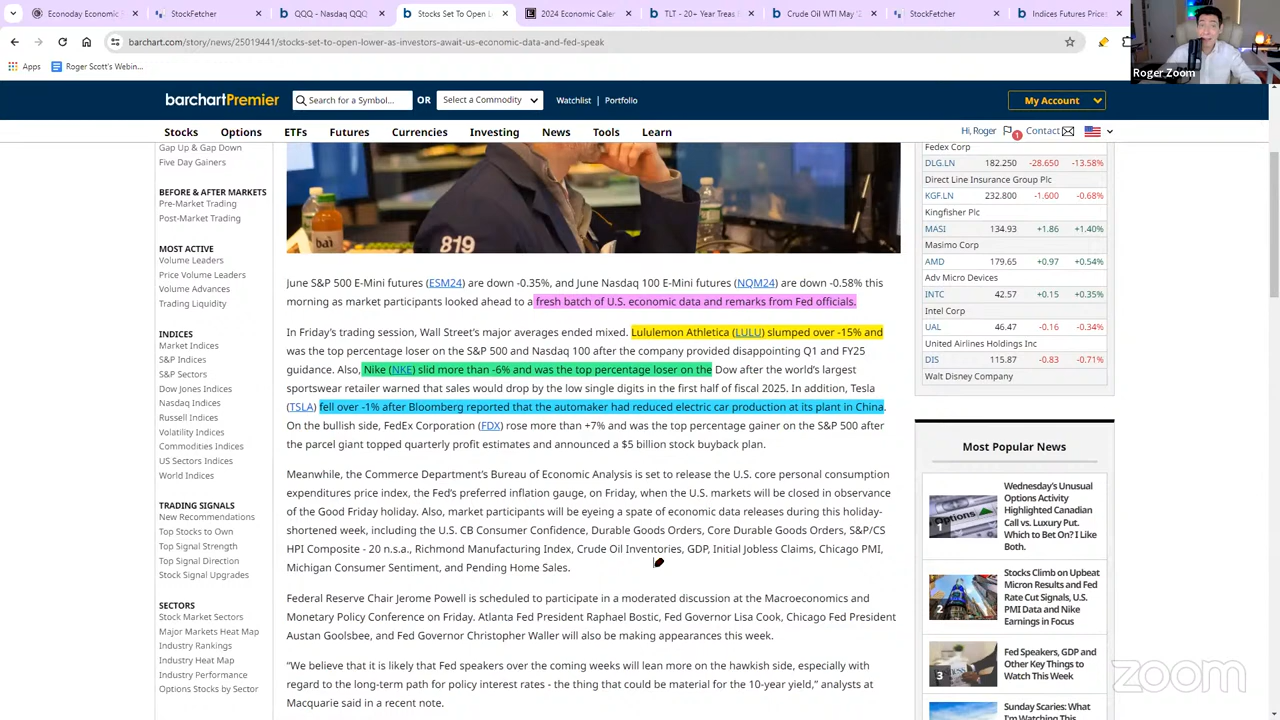 Econoday Economic E
StockFetcher
QQQ - Nasdaq QQQ
Stocks Set To Open L
2024 Economic Caler
TLT - 20+ Year Treas
Crude Oil WTI May '2
StockFetcher
Indices Futures Price
barchart.com/story/news/25019441/stocks-set-to-open-lower-as-investors-await-us-economic-data-and-fed-speak
Apps
Roger Scott's Webin...
Roger Zoom
barchartPremier
Search for a Symbol...
OR
Select a Commodity
Watchlist | Portfolio
My Account
Stocks Options ETFs Futures Currencies Investing News Tools Learn
Hi, Roger
1
Contact
Gap Up & Gap Down
Five Day Gainers
BEFORE & AFTER MARKETS
Pre-Market Trading
Post-Market Trading
MOST ACTIVE
Volume Leaders
Price Volume Leaders
Volume Advances
Trading Liquidity
INDICES
Market Indices
S&P Indices
S&P Sectors
Dow Jones Indices
Nasdaq Indices
Russell Indices
Volatility Indices
Commodities Indices
US Sectors Indices
World Indices
TRADING SIGNALS
New Recommendations
Top Stocks to Own
Top Signal Strength
Top Signal Direction
Stock Signal Upgrades
SECTORS
Stock Market Sectors
Major Markets Heat Map
Industry Rankings
Industry Heat Map
Industry Performance
Options Stocks by Sector
bai
819
June S&P 500 E-Mini futures (ESM24) are down -0.35%, and June Nasdaq 100 E-Mini futures (NQM24) are down -0.58% this
morning as market participants looked ahead to a fresh batch of U.S. economic data and remarks from Fed officials.
In Friday's trading session, Wall Street's major averages ended mixed. Lululemon Athletica (LULU) slumped over -15% and
was the top percentage loser on the S&P 500 and Nasdaq 100 after the company provided disappointing Q1 and FY25
guidance. Also, Nike (NKE) slid more than -6% and was the top percentage loser on the Dow after the world's largest
sportswear retailer warned that sales would drop by the low single digits in the first half of fiscal 2025. In addition, Tesla
(TSLA) fell over -1% after Bloomberg reported that the automaker had reduced electric car production at its plant in China.
On the bullish side, FedEx Corporation (FDX) rose more than +7% and was the top percentage gainer on the S&P 500 after
the parcel giant topped quarterly profit estimates and announced a $5 billion stock buyback plan.
Meanwhile, the Commerce Department's Bureau of Economic Analysis is set to release the U.S. core personal consumption
expenditures price index, the Fed's preferred inflation gauge, on Friday, when the U.S. markets will be closed in observance
of the Good Friday holiday. Also, market participants will be eyeing a spate of economic data releases during this holiday-
shortened week, including the U.S. CB Consumer Confidence, Durable Goods Orders, Core Durable Goods Orders, S&P/CS
HPI Composite - 20 n.s.a., Richmond Manufacturing Index, Crude Oil Inventories, GDP, Initial Jobless Claims, Chicago PMI,
Michigan Consumer Sentiment, and Pending Home Sales.
Federal Reserve Chair Jerome Powell is scheduled to participate in a moderated discussion at the Macroeconomics and
Monetary Policy Conference on Friday. Atlanta Fed President Raphael Bostic, Fed Governor Lisa Cook, Chicago Fed President
Austan Goolsbee, and Fed Governor Christopher Waller will also be making appearances this week.
"We believe that it is likely that Fed speakers over the coming weeks will lean more on the hawkish side, especially with
regard to the long-term path for policy interest rates - the thing that could be material for the 10-year yield," analysts at
Macquarie said in a recent note.
Fedex Corp
DLG.LN 182.250 -28.650 -13.58%
Direct Line Insurance Group Plc
KGF.LN 232.800 -1.600 -0.68%
Kingfisher Plc
MASI 134.93 +1.86 +1.40%
Masimo Corp
AMD 179.65 +0.97 +0.54%
Adv Micro Devices
INTC 42.57 +0.15 +0.35%
Intel Corp
UAL 46.47 -0.16 -0.34%
United Airlines Holdings Inc
DIS 115.87 -0.83 -0.71%
Walt Disney Company
Most Popular News
1
Options
Wednesday's Unusual
Options Activity
Highlighted Canadian
Call vs. Luxury Put.
Which to Bet On? I Like
Both.
2
Stocks Climb on Upbeat
Micron Results and Fed
Rate Cut Signals, U.S.
PMI Data and Nike
Earnings in Focus
3
Fed Speakers, GDP and
Other Key Things to
Watch This Week
Sunday Scaries: What
I'm Watching This
zoom